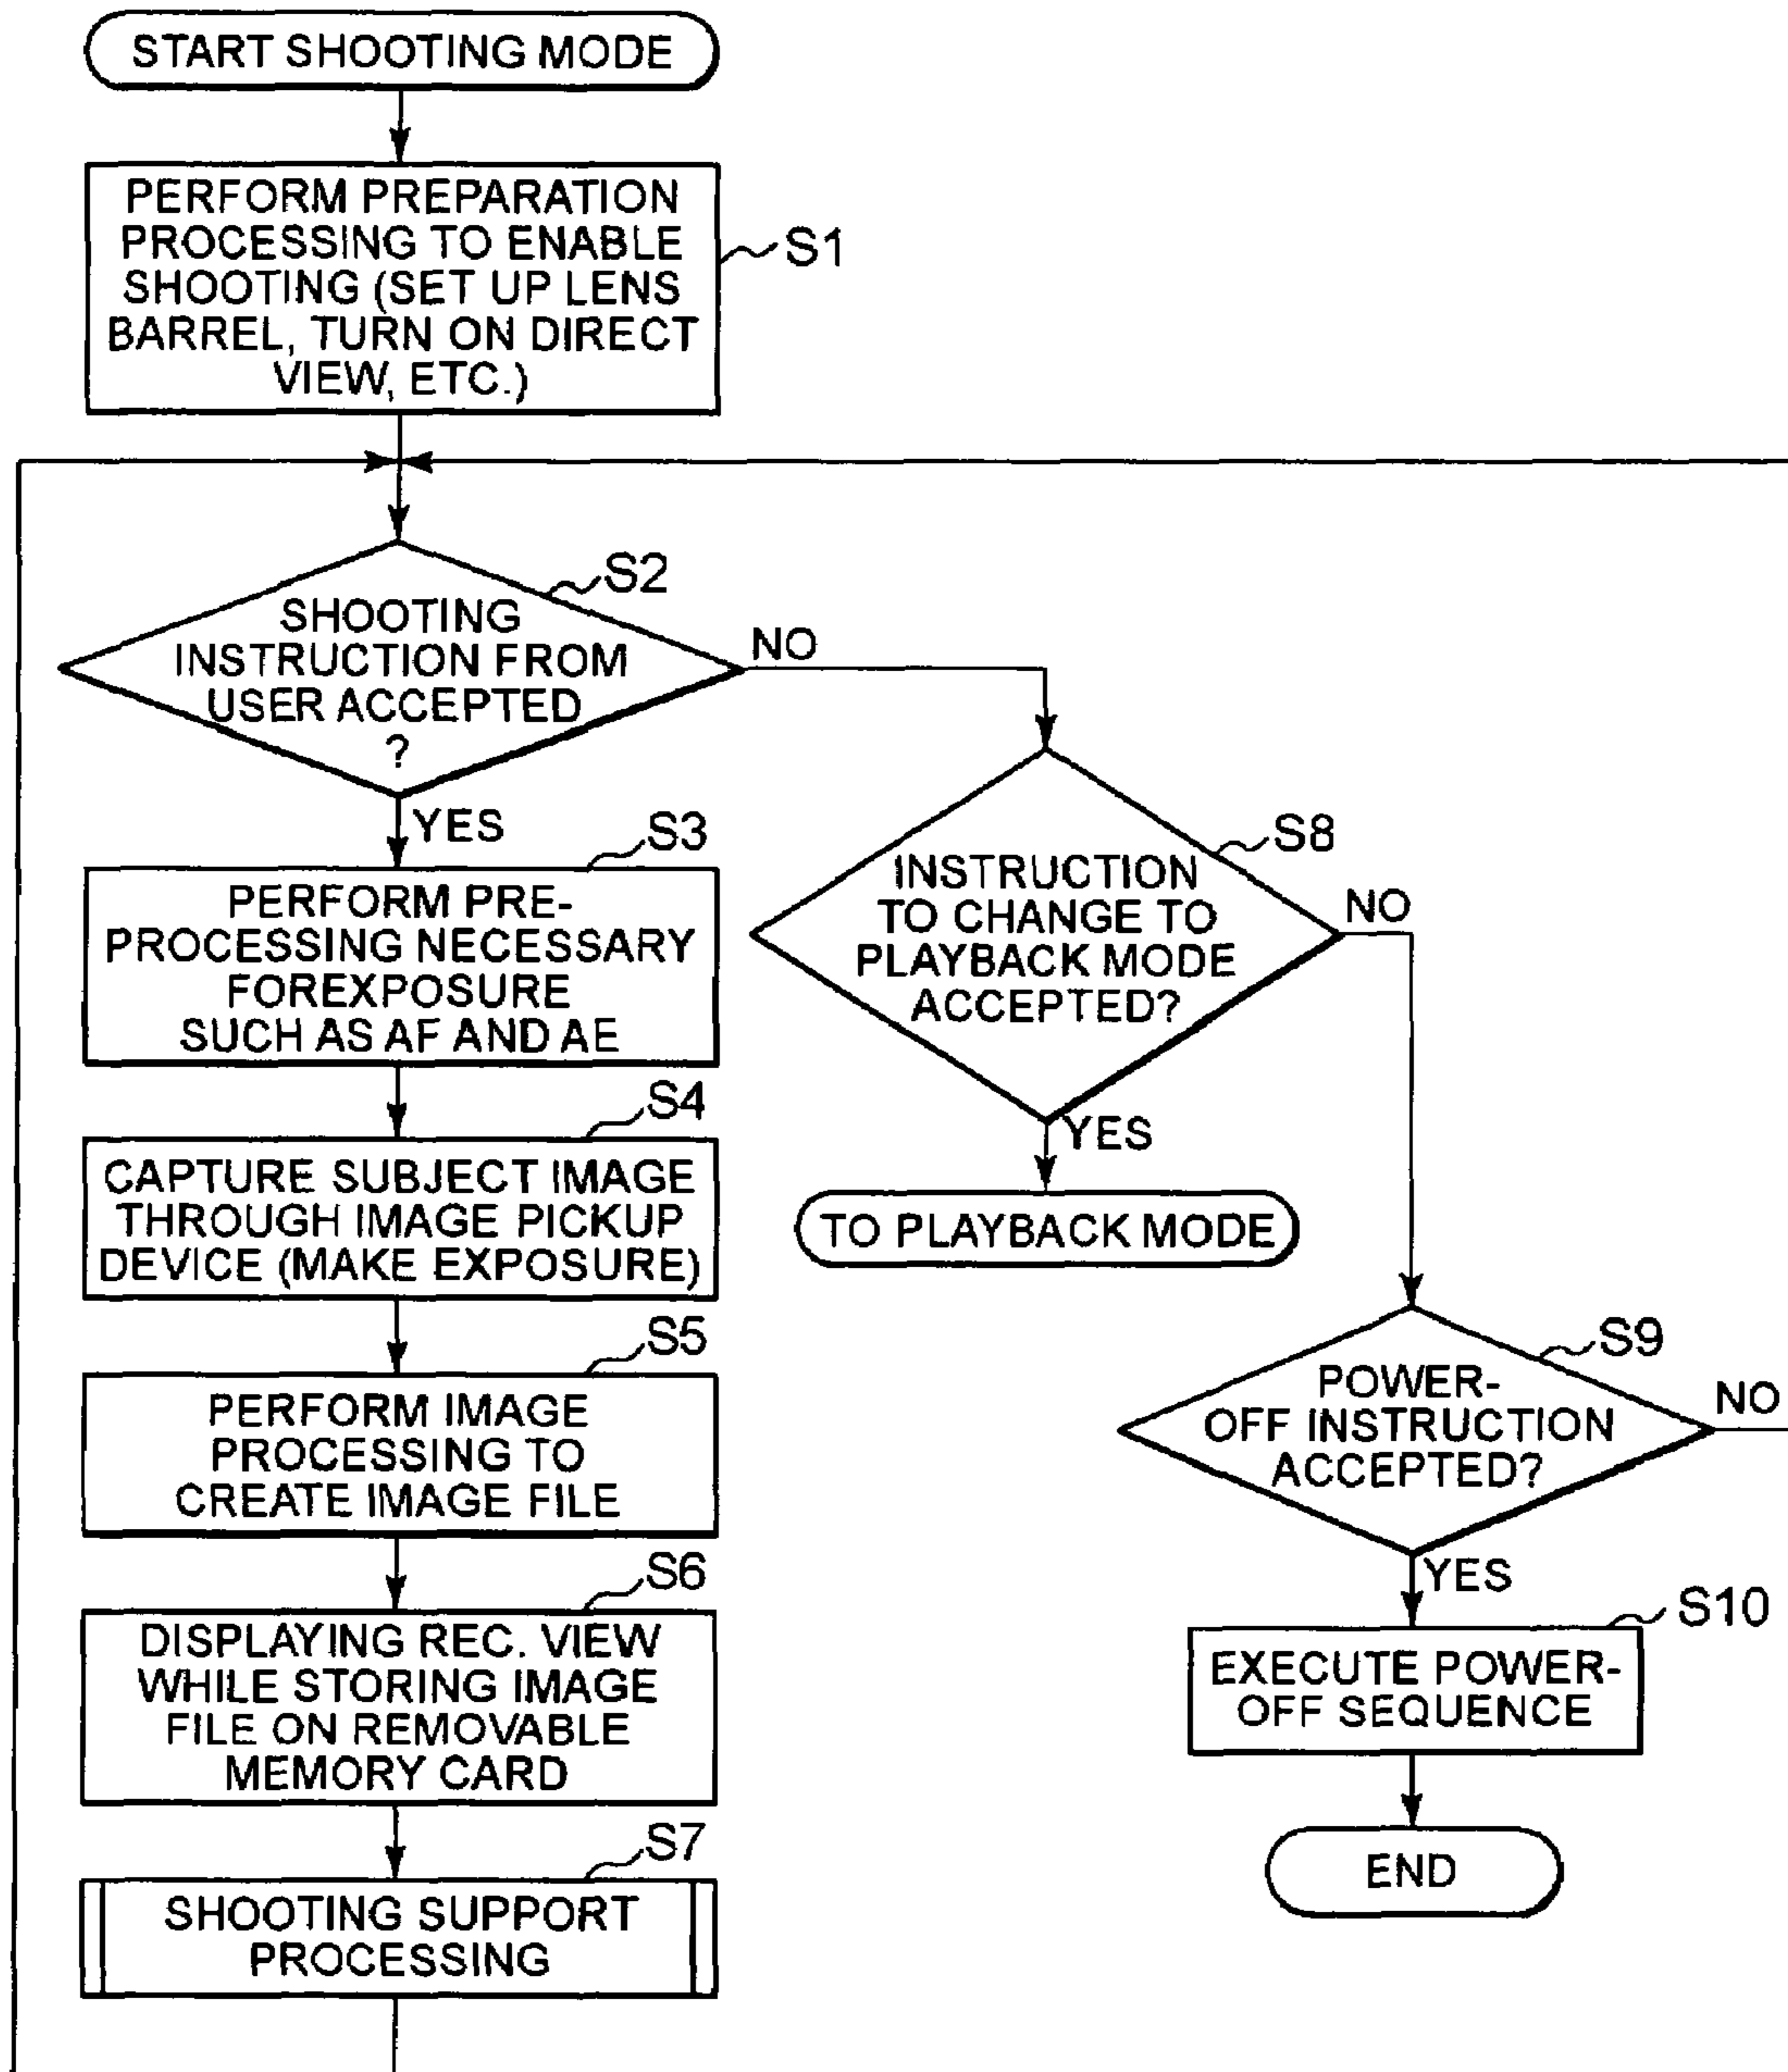 START SHOOTING MODE
PERFORM PREPARATION
PROCESSING TO ENABLE
SHOOTING (SET UP LENS
BARREL, TURN ON DIRECT
VIEW, ETC.)
S1
S2
SHOOTING
INSTRUCTION FROM
USER ACCEPTED
?
NO
YES
S3
PERFORM PRE-
PROCESSING NECESSARY
FOREXPOSURE
SUCH AS AF AND AE
S4
CAPTURE SUBJECT IMAGE
THROUGH IMAGE PICKUP
DEVICE (MAKE EXPOSURE)
S5
PERFORM IMAGE
PROCESSING TO
CREATE IMAGE FILE
S6
DISPLAYING REC. VIEW
WHILE STORING IMAGE
FILE ON REMOVABLE
MEMORY CARD
S7
SHOOTING SUPPORT
PROCESSING
S8
INSTRUCTION
TO CHANGE TO
PLAYBACK MODE
ACCEPTED?
NO
YES
TO PLAYBACK MODE
S9
POWER-
OFF INSTRUCTION
ACCEPTED?
NO
YES
S10
EXECUTE POWER-
OFF SEQUENCE
END